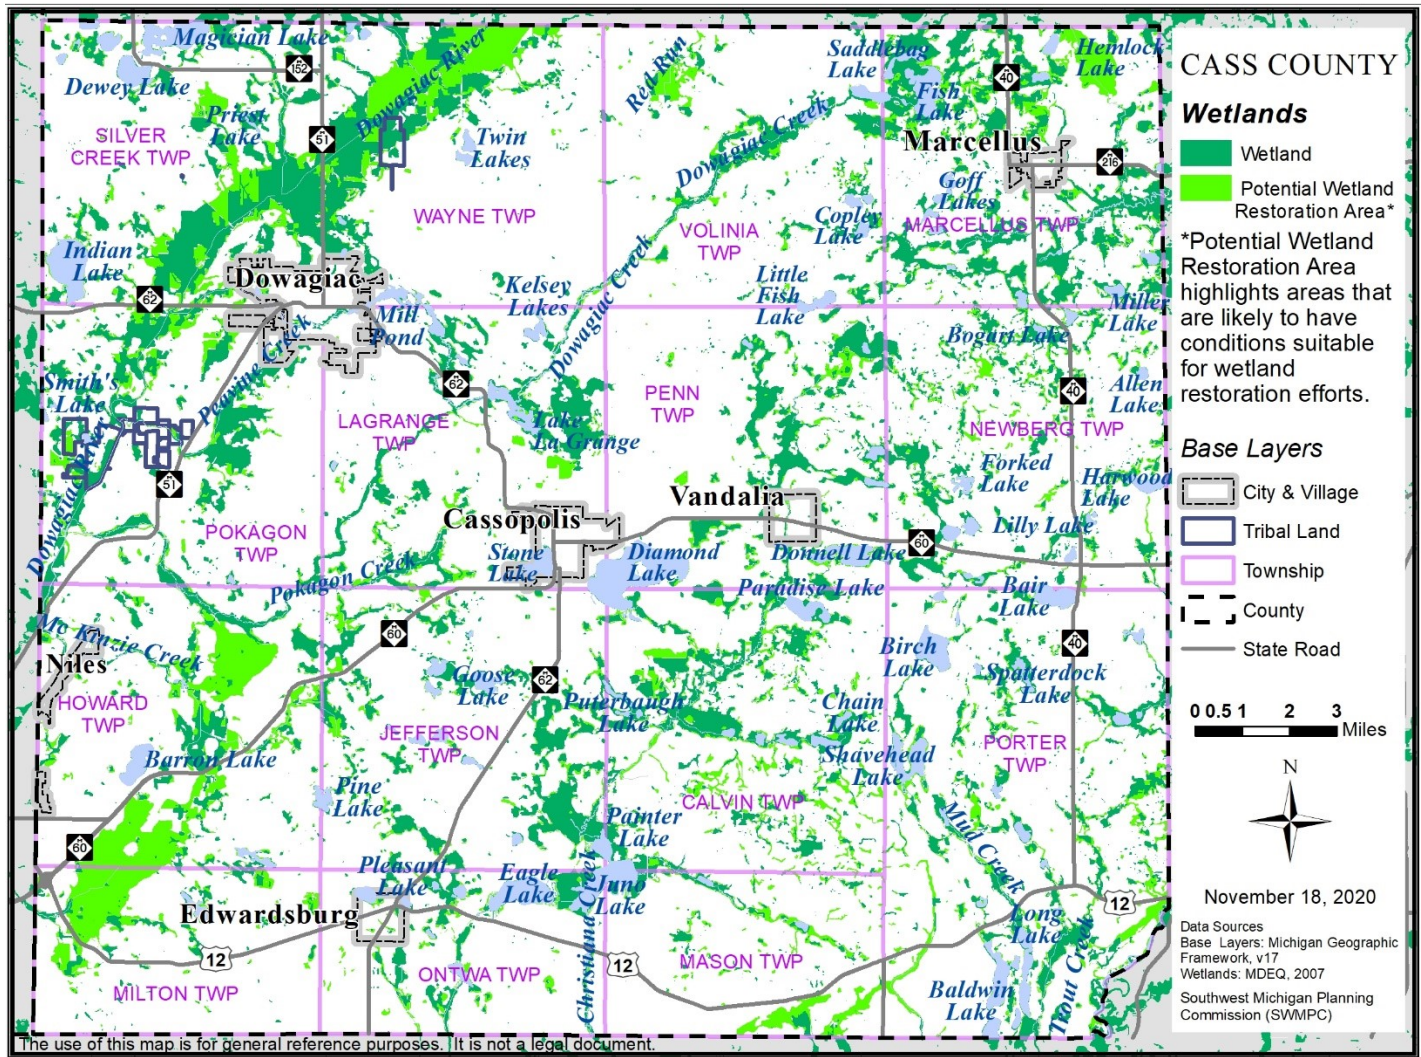 Magician Lake
152
Dewey Lake
Dowagiac River
Red Run
Saddlebag
Lake
Hemlock
Lake
40
Fish
Lake
Priest
Lake
SILVER
CREEK TWP
51
Twin
Lakes
Dowagiac Creek
Marcellus
216
Goff
Lakes
WAYNE TWP
VOLINIA
TWP
Copley
Lake
MARCELLUS TWP
Indian
Lake
Dowagiac
Kelsey
Lakes
Dowagiac Creek
Little
Fish
Lake
62
Mill
Pond
Miller
Lake
Bogart Lake
Peavine Creek
Smith's
Lake
62
PENN
TWP
40
Allen
Lake
LAGRANGE
TWP
Lake
La Grange
NEWBERG TWP
Dowagiac River
51
Forked
Lake
Harwood
Lake
Vandalia
Cassopolis
POKAGON
TWP
Stone
Lake
Diamond
Lake
Donnell Lake
60
Lilly Lake
Pokagon Creek
Paradise Lake
Bair
Lake
Mc Kinzie Creek
60
Niles
Birch
Lake
40
Goose
Lake
62
Spatterdock
Lake
HOWARD
TWP
Puterbaugh
Lake
Chain
Lake
JEFFERSON
TWP
Barron Lake
Shavehead
Lake
PORTER
TWP
Pine
Lake
CALVIN TWP
Painter
Lake
Mud Creek
60
Pleasant
Lake
Eagle
Lake
Juno
Lake
Christiana Creek
Edwardsburg
12
Long
Lake
12
12
MASON TWP
ONTWA TWP
MILTON TWP
Baldwin
Lake
Trout Creek
The use of this map is for general reference purposes. It is not a legal document.
CASS COUNTY
Wetlands
Wetland
Potential Wetland
Restoration Area*
*Potential Wetland
Restoration Area
highlights areas that
are likely to have
conditions suitable
for wetland
restoration efforts.
Base Layers
City & Village
Tribal Land
Township
County
State Road
0 0.5 1 2 3
Miles
N
November 18, 2020
Data Sources
Base Layers: Michigan Geographic
Framework, v17
Wetlands: MDEQ, 2007
Southwest Michigan Planning
Commission (SWMPC)